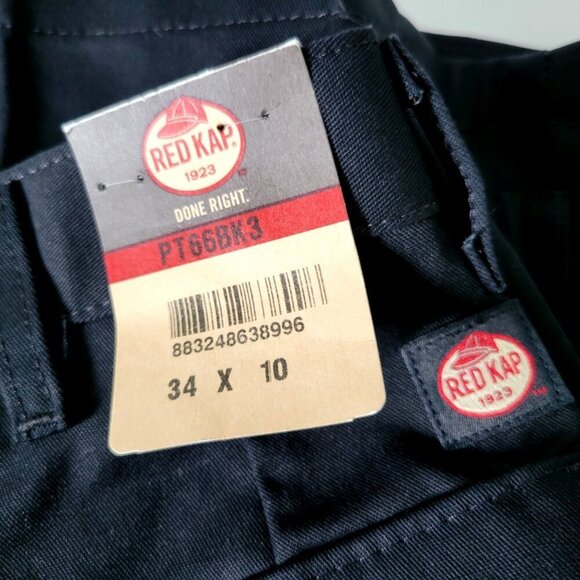 RED KAP
1923
DONE RIGHT.
PT66BK3
883248638996
34 X 10
RED KAP
1923